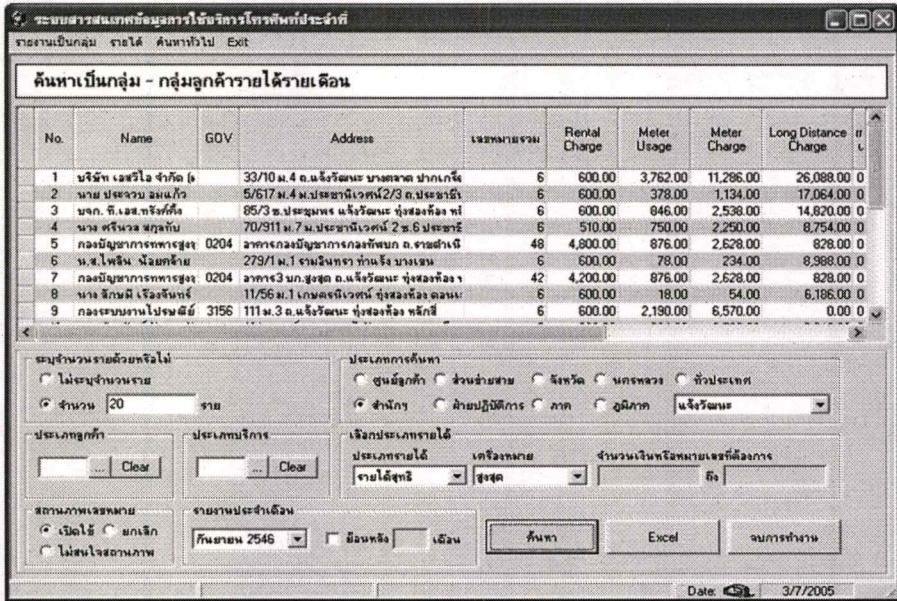 ระบบสารสนเทศข้อมูลการใช้บริการโทรศัพท์ประจำที่
รายงานเป็นกลุ่ม รายได้ ค้นหาทั่วไป Exit
ค้นหาเป็นกลุ่ม - กลุ่มลูกค้ารายได้รายเดือน
No. Name GOV Address เลขหมายรวม Rental Charge Meter Usage Meter Charge Long Distance Charge
1 บริษัท เอสวีโอ จำกัด 33/10 ม.4 ถ.แจ้งวัฒนะ บางตลาด ปากเกร็ 6 600.00 3,762.00 11,286.00 26,088.00 0
2 นาย ประจวบ อมแก้ว 5/617 ม.4 ม.ประชานิเวศน์2/3 ถ.ประชาชื่ 6 600.00 378.00 1,134.00 17,064.00 0
3 บจก. ที.เอส.ทรังค์คิ้ง 85/3 ซ.ประชุมพร แจ้งวัฒนะ ทุ่งสองห้อง 6 600.00 846.00 2,538.00 14,820.00 0
4 นาง ศรีนวล 70/911 ม.7 ม.ประชานิเวศน์ 2 ซ.6 ประชาชื 6 510.00 750.00 2,250.00 8,754.00 0
5 กองบัญชาการทหารสูงสุ 0204 อาคารกองบัญชาการกองทัพบก ถ.ราชดำเนิ 48 4,800.00 876.00 2,628.00 828.00 0
6 น.ส.ไพลิน น้อยคล้าย 279/1 ม.1 รามอินทรา ท่าแร้ง บางเขน 6 600.00 78.00 234.00 8,988.00 0
7 กองบัญชาการทหารสูงสุ 0204 อาคาร3 บก.สูงสุด ถ.แจ้งวัฒนะ ทุ่งสองห้อง 42 4,200.00 876.00 2,628.00 828.00 0
8 นาง ลักษมี เรืองจันทร์ 11/56 ม.1 เกษตรนิเวศน์ ทุ่งสองห้อง ดอนเ 6 600.00 18.00 54.00 6,186.00 0
9 กองระบบงานไปรษณีย์ 3156 111 ม.3 ถ.แจ้งวัฒนะ ทุ่งสองห้อง หลักสี่ 6 600.00 2,190.00 6,570.00 0.00 0
ระบุจำนวนรายด้วยหรือไม่
ไม่ระบุจำนวนราย
จำนวน 20 ราย
ประเภทการค้นหา
ศูนย์ลูกค้า ส่วนข่ายสาย จังหวัด นครหลวง ทั่วประเทศ
สำนักฯ ฝ่ายปฏิบัติการ ภาค ภูมิภาค แจ้งวัฒนะ
ประเภทลูกค้า
... Clear
ประเภทบริการ
... Clear
เลือกประเภทรายได้
ประเภทรายได้ เครื่องหมาย จำนวนเงินหรือหมายเลขที่ต้องการ
รายได้สุทธิ สูงสุด ถึง
สถานภาพเลขหมาย
เปิดใช้ ยกเลิก
ไม่สนใจสถานภาพ
รายงานประจำเดือน
กันยายน 2546 ย้อนหลัง เดือน
ค้นหา Excel จบการทำงาน
Date: 3/7/2005